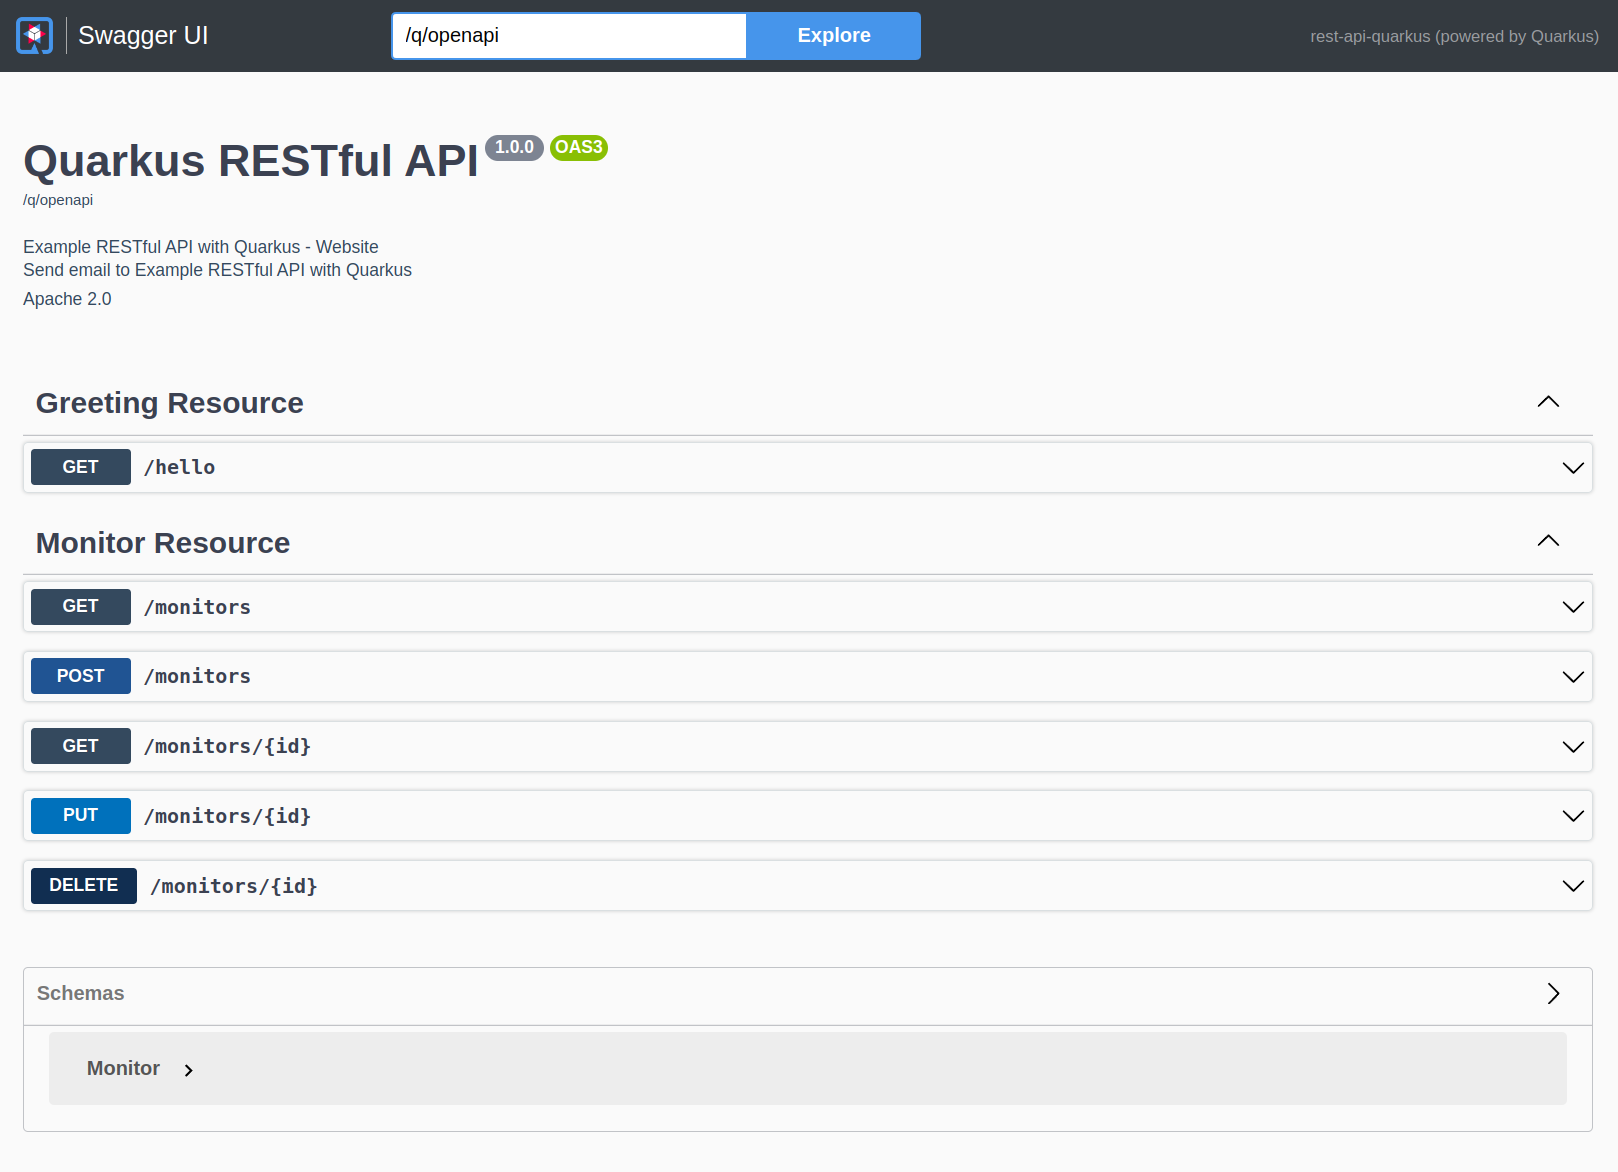 Swagger UI
/q/openapi
Explore
rest-api-quarkus (powered by Quarkus)
Quarkus RESTful API 1.0.0 OAS3
/q/openapi
Example RESTful API with Quarkus - Website
Send email to Example RESTful API with Quarkus
Apache 2.0
Greeting Resource
GET /hello
Monitor Resource
GET /monitors
POST /monitors
GET /monitors/{id}
PUT /monitors/{id}
DELETE /monitors/{id}
Schemas
Monitor